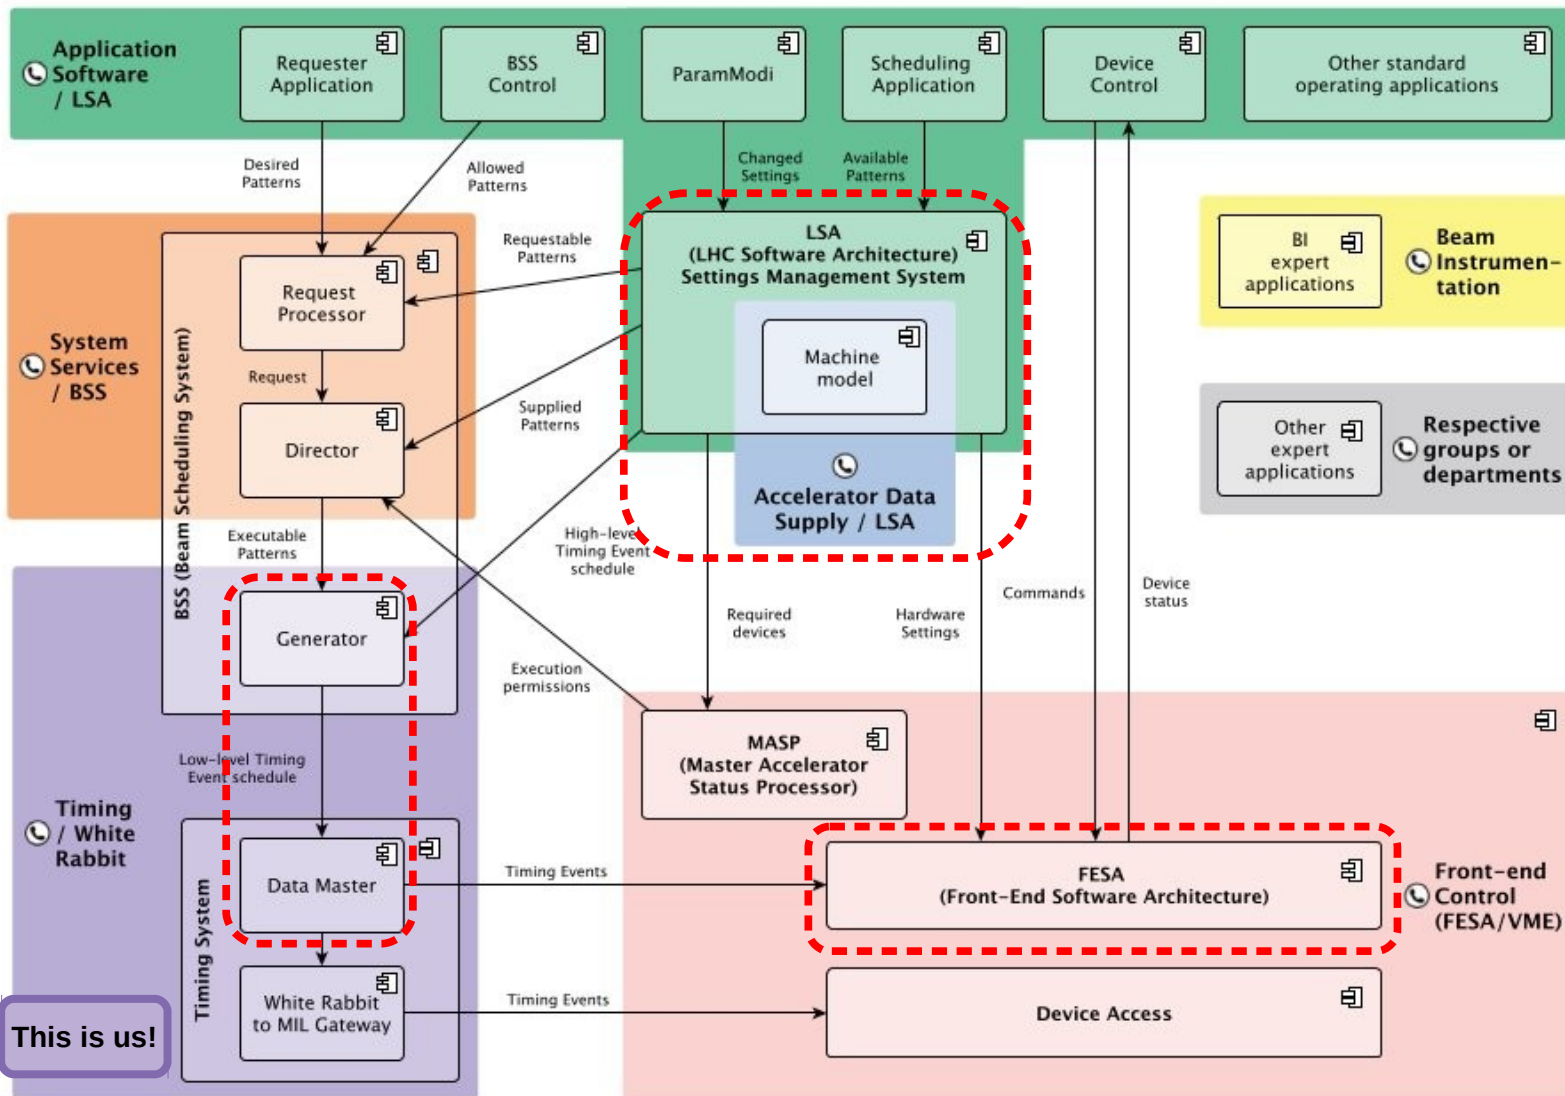 Application
Software
/ LSA
Requester
Application
BSS
Control
ParamModi
Scheduling
Application
Device
Control
Other standard
operating applications
Desired
Patterns
Allowed
Patterns
Changed
Settings
Available
Patterns
System
Services
/ BSS
BSS (Beam Scheduling System)
Request
Processor
Request
Director
Requestable
Patterns
Supplied
Patterns
LSA
(LHC Software Architecture)
Settings Management System
Machine
model
Accelerator Data
Supply / LSA
BI
expert
applications
Beam
Instrumen-
tation
Other
expert
applications
Respective
groups or
departments
Executable
Patterns
High-level
Timing Event
schedule
Generator
Required
devices
Hardware
Settings
Commands
Device
status
Execution
permissions
Low-level Timing
Event schedule
MASP
(Master Accelerator
Status Processor)
Timing
/ White
Rabbit
Timing System
Data Master
Timing Events
FESA
(Front-End Software Architecture)
Front-end
Control
(FESA/VME)
White Rabbit
to MIL Gateway
Timing Events
Device Access
This is us!